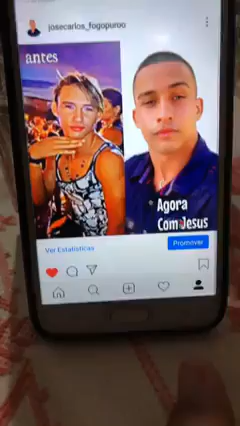 josecarlos_fogopuroo
antes
Agora
Com Jesus
Ver Estatísticas
Promover